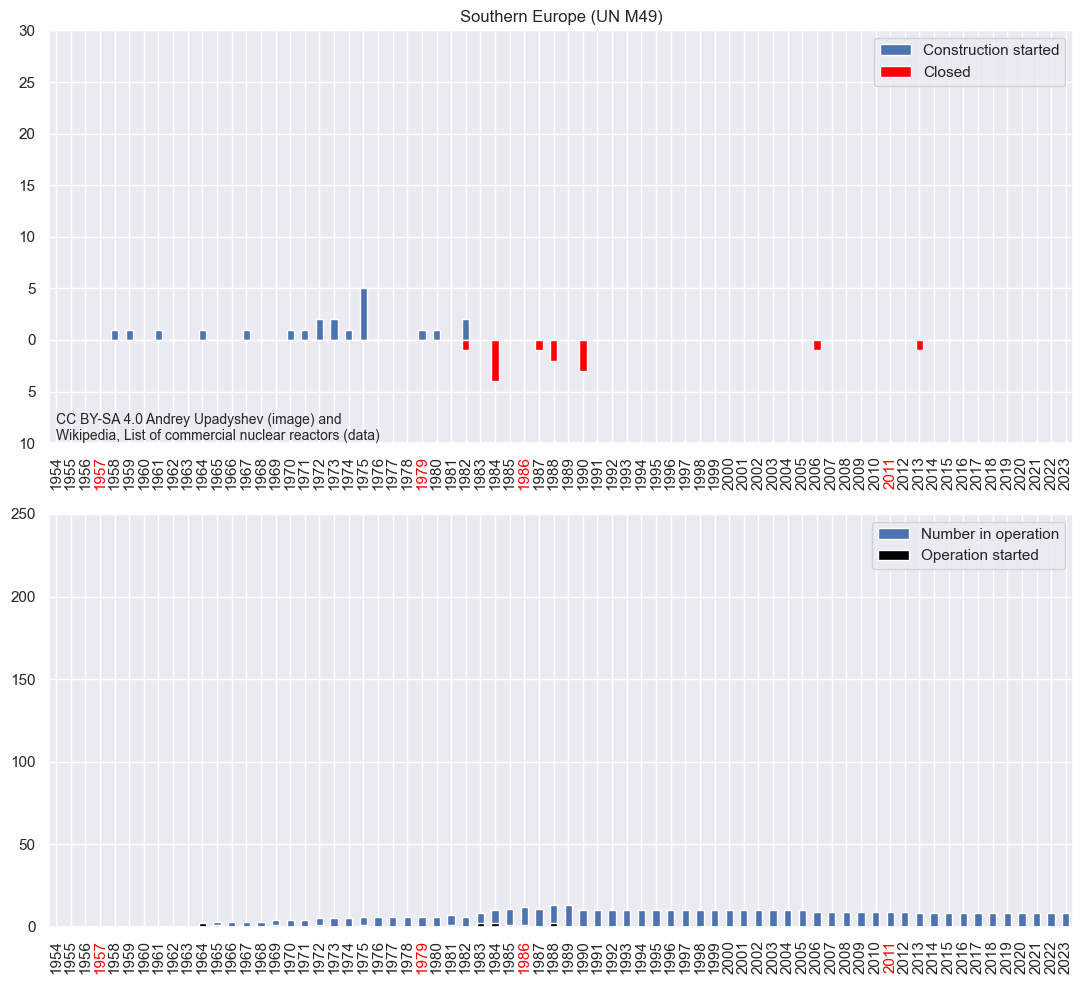 Southern Europe (UN M49)
30
25
20
15
10
5
0
5
10
Construction started
Closed
CC BY-SA 4.0 Andrey Upadyshev (image) and
Wikipedia, List of commercial nuclear reactors (data)
1954 1955 1956 1957 1958 1959 1960 1961 1962 1963 1964 1965 1966 1967 1968 1969 1970 1971 1972 1973 1974 1975 1976 1977 1978 1979 1980 1981 1982 1983 1984 1985 1986 1987 1988 1989 1990 1991 1992 1993 1994 1995 1996 1997 1998 1999 2000 2001 2002 2003 2004 2005 2006 2007 2008 2009 2010 2011 2012 2013 2014 2015 2016 2017 2018 2019 2020 2021 2022 2023
250
200
150
100
50
0
Number in operation
Operation started
1954 1955 1956 1957 1958 1959 1960 1961 1962 1963 1964 1965 1966 1967 1968 1969 1970 1971 1972 1973 1974 1975 1976 1977 1978 1979 1980 1981 1982 1983 1984 1985 1986 1987 1988 1989 1990 1991 1992 1993 1994 1995 1996 1997 1998 1999 2000 2001 2002 2003 2004 2005 2006 2007 2008 2009 2010 2011 2012 2013 2014 2015 2016 2017 2018 2019 2020 2021 2022 2023